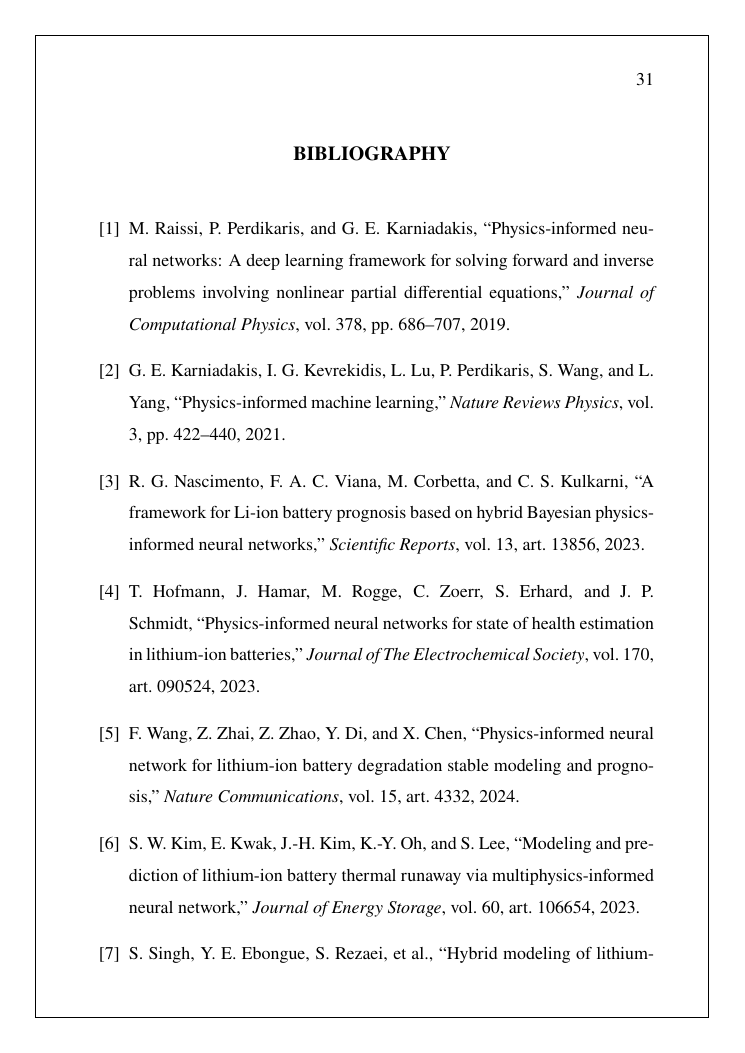 31
BIBLIOGRAPHY
[1] M. Raissi, P. Perdikaris, and G. E. Karniadakis, “Physics-informed neu-
ral networks: A deep learning framework for solving forward and inverse
problems involving nonlinear partial differential equations,” Journal of
Computational Physics, vol. 378, pp. 686–707, 2019.
[2] G. E. Karniadakis, I. G. Kevrekidis, L. Lu, P. Perdikaris, S. Wang, and L.
Yang, “Physics-informed machine learning,” Nature Reviews Physics, vol.
3, pp. 422–440, 2021.
[3] R. G. Nascimento, F. A. C. Viana, M. Corbetta, and C. S. Kulkarni, “A
framework for Li-ion battery prognosis based on hybrid Bayesian physics-
informed neural networks,” Scientific Reports, vol. 13, art. 13856, 2023.
[4] T. Hofmann, J. Hamar, M. Rogge, C. Zoerr, S. Erhard, and J. P.
Schmidt, “Physics-informed neural networks for state of health estimation
in lithium-ion batteries,” Journal of The Electrochemical Society, vol. 170,
art. 090524, 2023.
[5] F. Wang, Z. Zhai, Z. Zhao, Y. Di, and X. Chen, “Physics-informed neural
network for lithium-ion battery degradation stable modeling and progno-
sis,” Nature Communications, vol. 15, art. 4332, 2024.
[6] S. W. Kim, E. Kwak, J.-H. Kim, K.-Y. Oh, and S. Lee, “Modeling and pre-
diction of lithium-ion battery thermal runaway via multiphysics-informed
neural network,” Journal of Energy Storage, vol. 60, art. 106654, 2023.
[7] S. Singh, Y. E. Ebongue, S. Rezaei, et al., “Hybrid modeling of lithium-